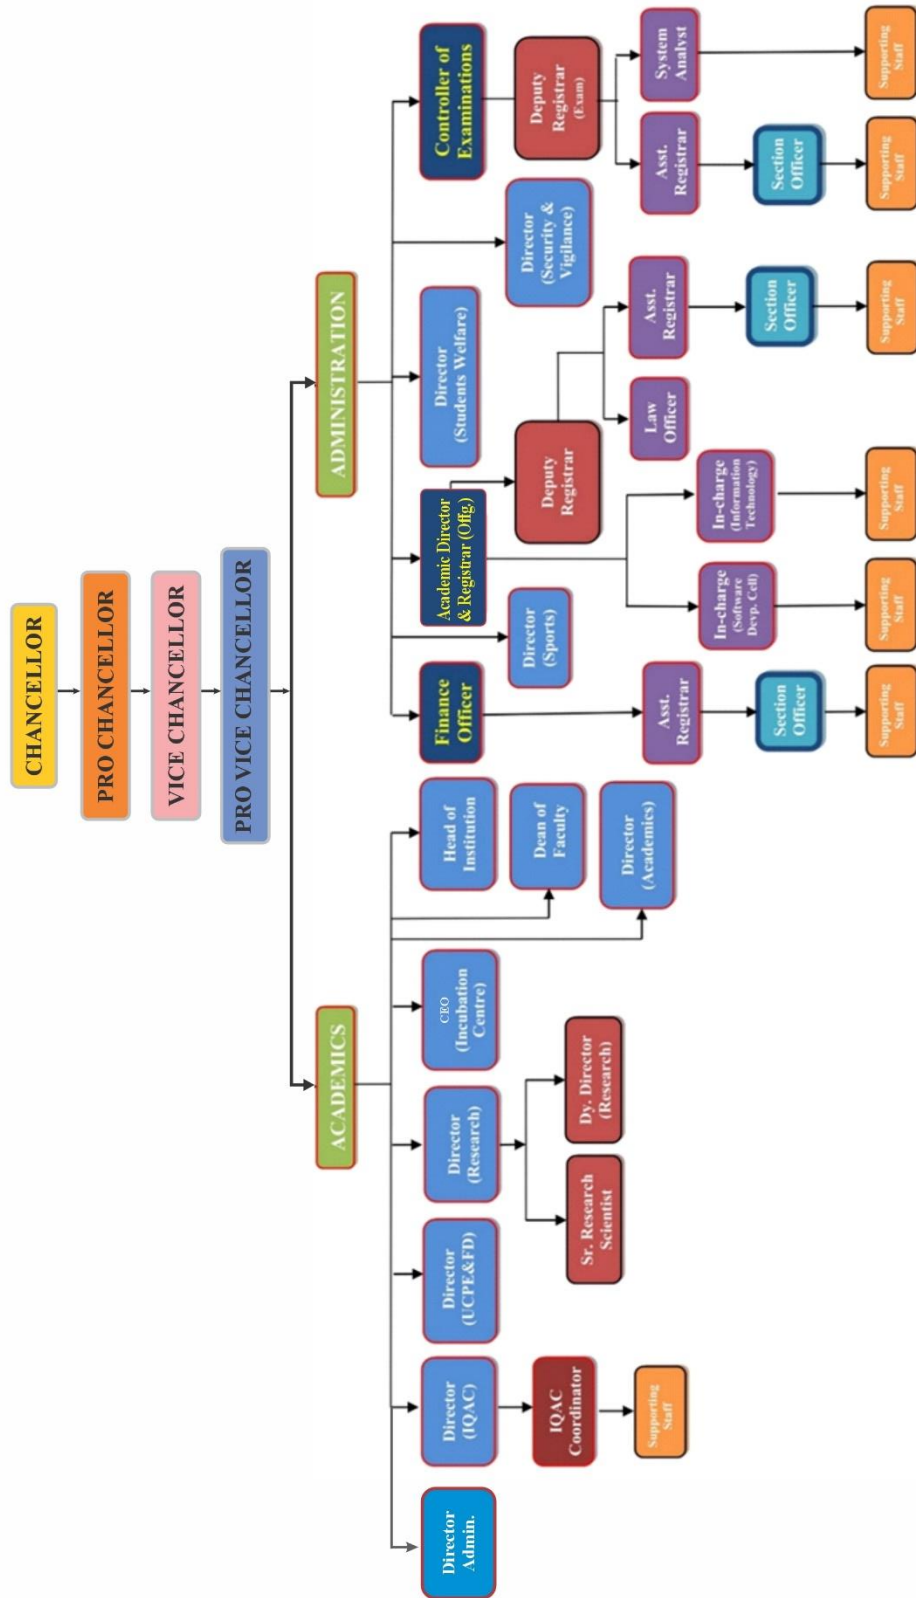 CHANCELLOR
PRO CHANCELLOR
VICE CHANCELLOR
PRO VICE CHANCELLOR
ACADEMICS
ADMINISTRATION
Director
Admin.
Director
(IQAC)
Director
(UCPE&FD)
Director
(Research)
CEO
(Incubation
Centre)
Head of
Institution
Dean of
Faculty
Director
(Academics)
IQAC
Coordinator
Supporting
Staff
Sr. Research
Scientist
Dy. Director
(Research)
Finance
Officer
Director
(Sports)
Academic Director
& Registrar (Offg)
Director
(Students Welfare)
Director
(Security &
Vigilance)
Controller of
Examinations
Deputy
Registrar
Deputy
Registrar
(Exam)
Asst.
Registrar
Law
Officer
Asst.
Registrar
Asst.
Registrar
System
Analyst
In-charge
(Software
Devp. Cell)
In-charge
(Information
Technology)
Section
Officer
Section
Officer
Section
Officer
Supporting
Staff
Supporting
Staff
Supporting
Staff
Supporting
Staff
Supporting
Staff
Supporting
Staff